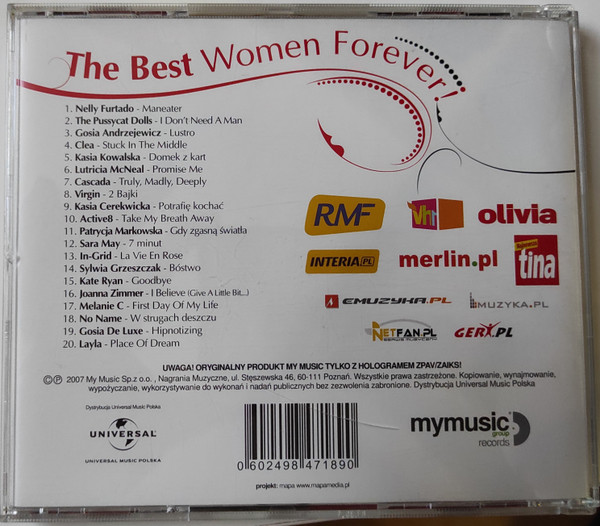 The Best Women Forever!
1. Nelly Furtado - Maneater
2. The Pussycat Dolls - I Don't Need A Man
3. Gosia Andrzejewicz - Lustro
4. Clea - Stuck In The Middle
5. Kasia Kowalska - Domek z kart
6. Lutricia McNeal - Promise Me
7. Cascada - Truly, Madly, Deeply
8. Virgin - 2 Bajki
9. Kasia Cerekwicka - Potrafię kochać
10. Active8 - Take My Breath Away
11. Patrycja Markowska - Gdy zgasną światła
12. Sara May - 7 minut
13. In-Grid - La Vie En Rose
14. Sylwia Grzeszczak - Bóstwo
15. Kate Ryan - Goodbye
16. Joanna Zimmer - I Believe (Give A Little Bit...)
17. Melanie C - First Day Of My Life
18. No Name - W strugach deszczu
19. Gosia De Luxe - Hipnotizing
20. Layla - Place Of Dream
RMF
Vh1
olivia
INTERIA.PL
merlin.pl
tina
EMUZYKA.PL
MUZYKA.PL
NETFAN.PL
GERY.PL
UWAGA! ORYGINALNY PRODUKT MY MUSIC TYLKO Z HOLOGRAMEM ZPAV/ZAIKS!
©℗ 2007 My Music Sp.z o.o. , Nagrania Muzyczne, ul. Stęszewska 46, 60-111 Poznań. Wszystkie prawa zastrzeżone. Kopiowanie, wynajmowanie,
wypożyczanie, wykorzystywanie do wykonań i nadań publicznych bez zezwolenia zabronione. Dystrybucja Universal Music Polska
Dystrybucja Universal Music Polska
UNIVERSAL
UNIVERSAL MUSIC POLSKA
0 602498 471890
mymusic
group
records
projekt: mapa www.mapamedia.pl